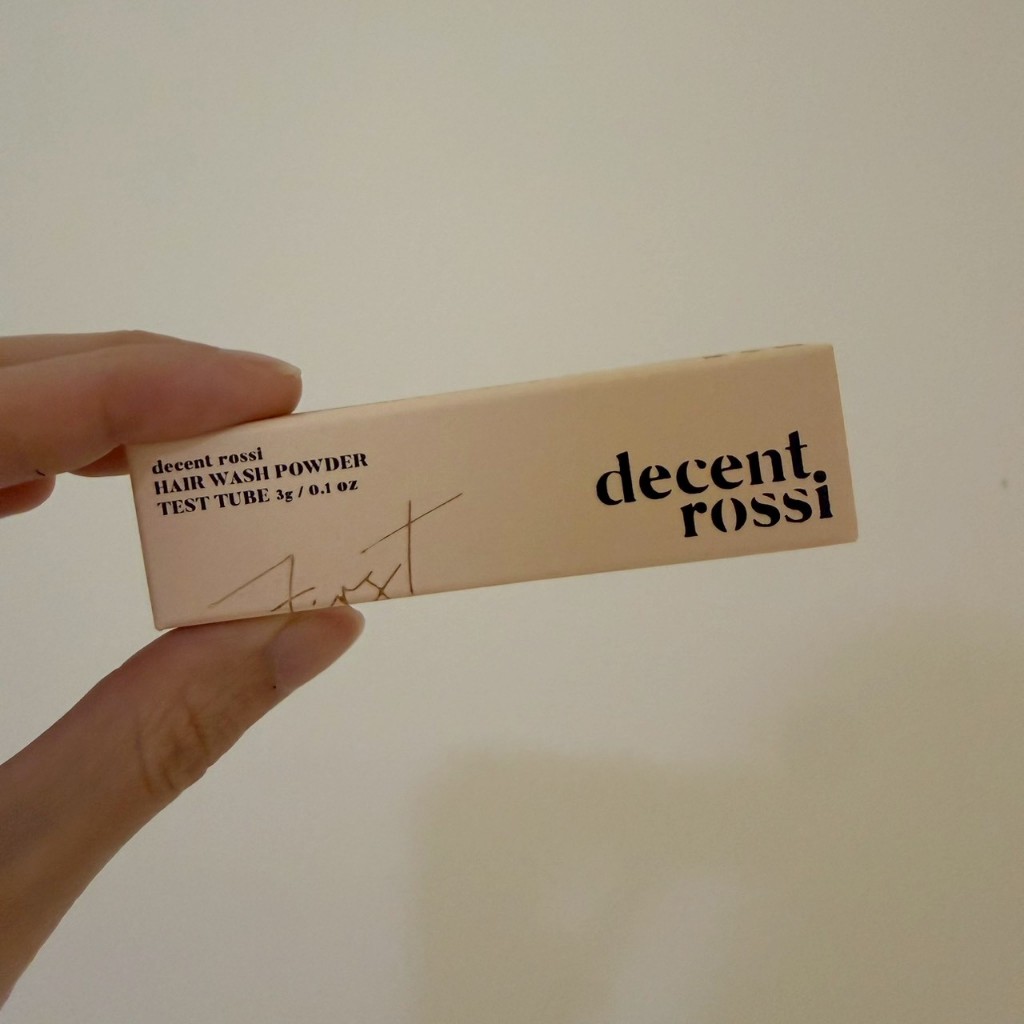 decent rossi
HAIR WASH POWDER
TEST TUBE 3g / 0.1 oz
decent.
rossi